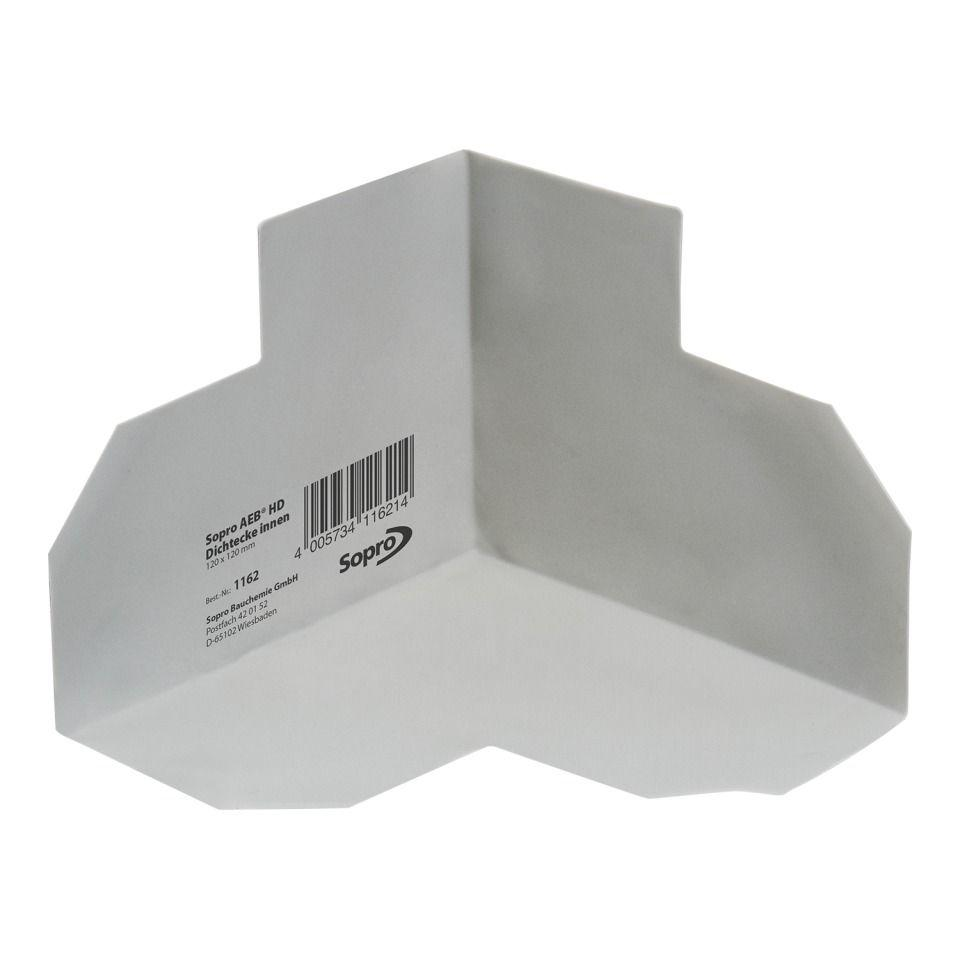 Sopro AEB® HD
Dichtecke innen
120 x 120 mm
Best.-Nr.: 1162
Sopro Bauchemie GmbH
Postfach 42 01 52
D-65102 Wiesbaden
4 005734 116214
Sopro